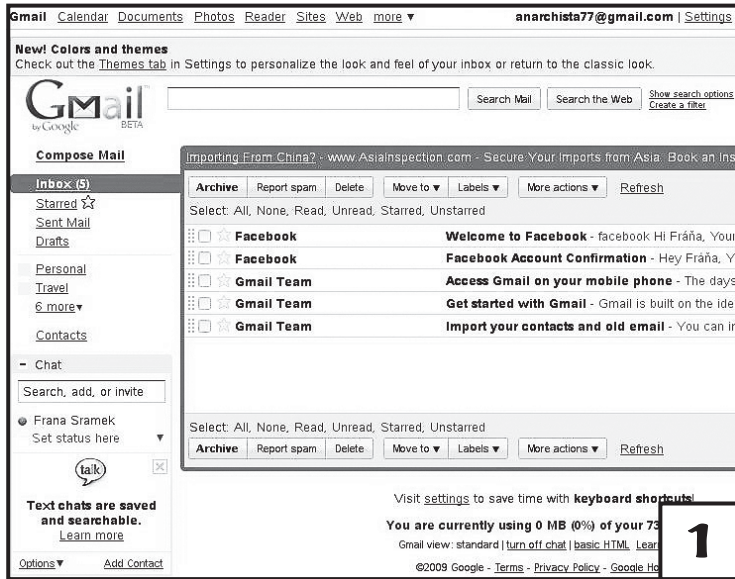 Gmail Calendar Documents Photos Reader Sites Web more ▼ anarchista77@gmail.com | Settings
New! Colors and themes
Check out the Themes tab in Settings to personalize the look and feel of your inbox or return to the classic look.
Gmail
by Google BETA
Search Mail Search the Web Show search options
Create a filter
Compose Mail
Inbox (5)
Starred ☆
Sent Mail
Drafts
Personal
Travel
6 more▼
Contacts
− Chat
Search, add, or invite
Frana Sramek
Set status here ▼
talk
Text chats are saved
and searchable.
Learn more
Options▼ Add Contact
Importing From China? - www.AsiaInspection.com - Secure Your Imports from Asia. Book an Ins
Archive Report spam Delete Move to ▼ Labels ▼ More actions ▼ Refresh
Select: All, None, Read, Unread, Starred, Unstarred
Facebook Welcome to Facebook - facebook Hi Fráňa, Your
Facebook Facebook Account Confirmation - Hey Fráňa, Y
Gmail Team Access Gmail on your mobile phone - The days
Gmail Team Get started with Gmail - Gmail is built on the ide
Gmail Team Import your contacts and old email - You can in
Select: All, None, Read, Unread, Starred, Unstarred
Archive Report spam Delete Move to ▼ Labels ▼ More actions ▼ Refresh
Visit settings to save time with keyboard shortcuts!
You are currently using 0 MB (0%) of your 73
Gmail view: standard | turn off chat | basic HTML Lear
©2009 Google - Terms - Privacy Policy - Google Ho
1